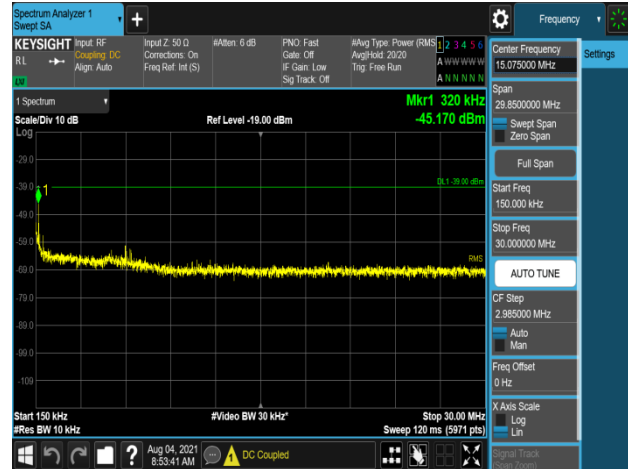 Spectrum Analyzer 1
Swept SA
+
Frequency
KEYSIGHT
RL
LW
Input: RF
Coupling: DC
Align: Auto
Input Z: 50 Ω
Corrections: On
Freq Ref: Int (S)
#Atten: 6 dB
PNO: Fast
Gate: Off
IF Gain: Low
Sig Track: Off
#Avg Type: Power (RMS
Avg|Hold: 20/20
Trig: Free Run
1 2 3 4 5 6
A W W W W W
A N N N N N
1 Spectrum
Scale/Div 10 dB
Log
Ref Level -19.00 dBm
Mkr1 320 kHz
-45.170 dBm
-29.0
-39.0
1
DL1 -39.00 dBm
-49.0
-59.0
RMS
-69.0
-79.0
-89.0
-99.0
-109
Start 150 kHz
#Res BW 10 kHz
#Video BW 30 kHz*
Stop 30.00 MHz
Sweep 120 ms (5971 pts)
Center Frequency
15.075000 MHz
Settings
Span
29.8500000 MHz
Swept Span
Zero Span
Full Span
Start Freq
150.000 kHz
Stop Freq
30.000000 MHz
AUTO TUNE
CF Step
2.985000 MHz
Auto
Man
Freq Offset
0 Hz
X Axis Scale
Log
Lin
Signal Track
(Span Zoom)
?
Aug 04, 2021
8:53:41 AM
DC Coupled